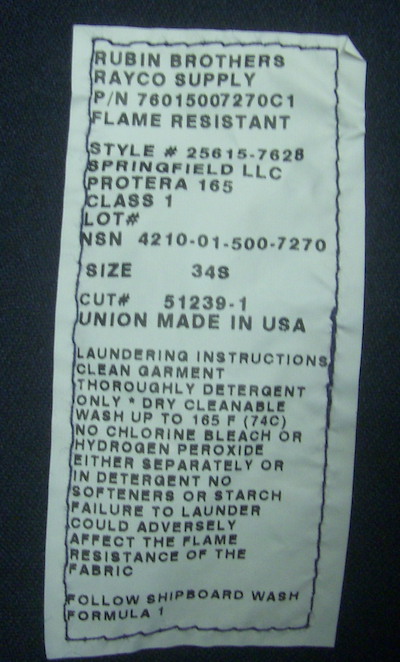 RUBIN BROTHERS
RAYCO SUPPLY
P/N 76015007270C1
FLAME RESISTANT
STYLE # 25615-7628
SPRINGFIELD LLC
PROTERA 165
CLASS 1
LOT#
NSN 4210-01-500-7270
SIZE 34S
CUT# 51239-1
UNION MADE IN USA
LAUNDERING INSTRUCTIONS
CLEAN GARMENT
THOROUGHLY DETERGENT
ONLY * DRY CLEANABLE
WASH UP TO 165 F (74C)
NO CHLORINE BLEACH OR
HYDROGEN PEROXIDE
EITHER SEPARATELY OR
IN DETERGENT NO
SOFTENERS OR STARCH
FAILURE TO LAUNDER
COULD ADVERSELY
AFFECT THE FLAME
RESISTANCE OF THE
FABRIC
FOLLOW SHIPBOARD WASH
FORMULA 1